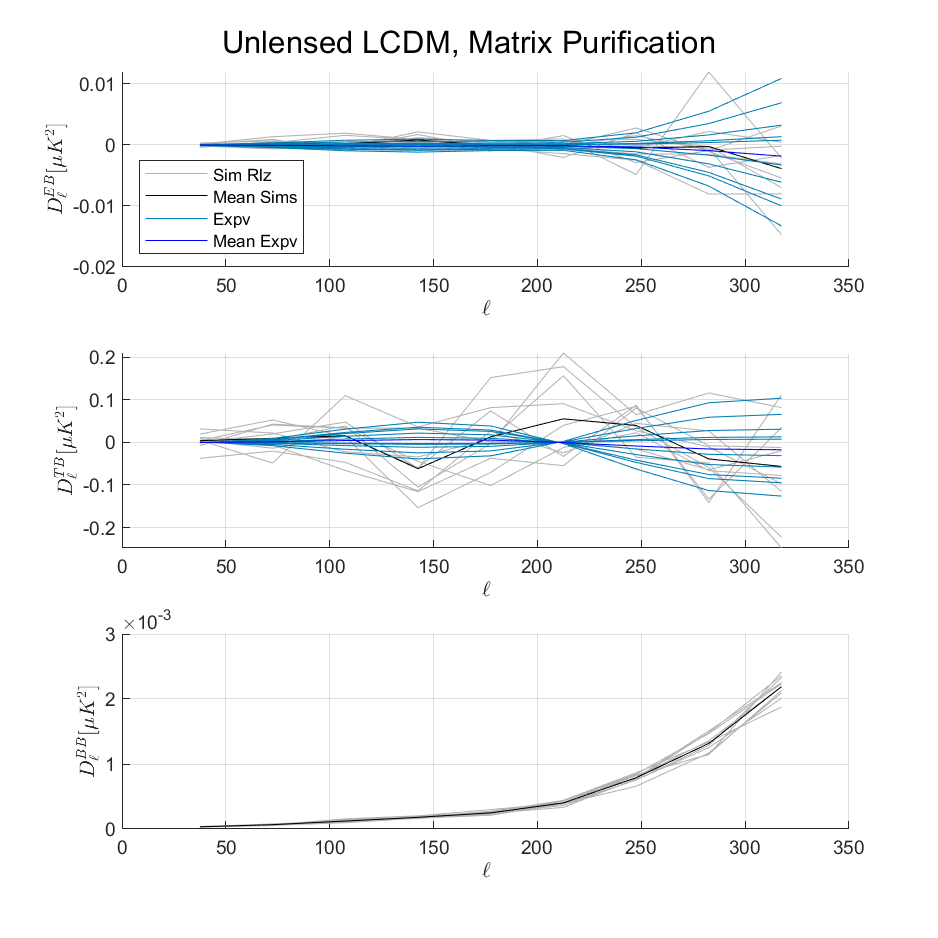 Unlensed LCDM, Matrix Purification
0.01
0
-0.01
-0.02
D_ℓ^{EB}[μK^2]
Sim Rlz
Mean Sims
Expv
Mean Expv
0 50 100 150 200 250 300 350
ℓ
0.2
0.1
0
-0.1
-0.2
D_ℓ^{TB}[μK^2]
0 50 100 150 200 250 300 350
ℓ
×10^{-3}
3
2
1
0
D_ℓ^{BB}[μK^2]
0 50 100 150 200 250 300 350
ℓ